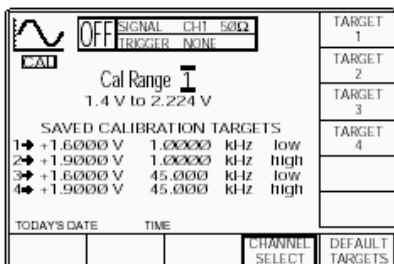 OFF SIGNAL CH1 50Ω
TRIGGER NONE
CAL
Cal Range 1
1.4 V to 2.224 V
SAVED CALIBRATION TARGETS
1➔ +1.6000 V 1.0000 kHz low
2➔ +1.9000 V 1.0000 kHz high
3➔ +1.6000 V 45.000 kHz low
4➔ +1.9000 V 45.000 kHz high
TODAY'S DATE TIME
TARGET
1
TARGET
2
TARGET
3
TARGET
4
CHANNEL
SELECT
DEFAULT
TARGETS